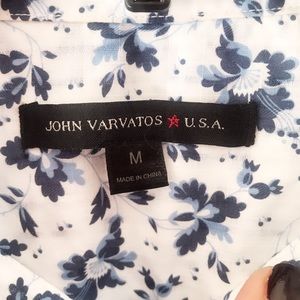 JOHN VARVATOS ★ U.S.A.
M
MADE IN CHINA